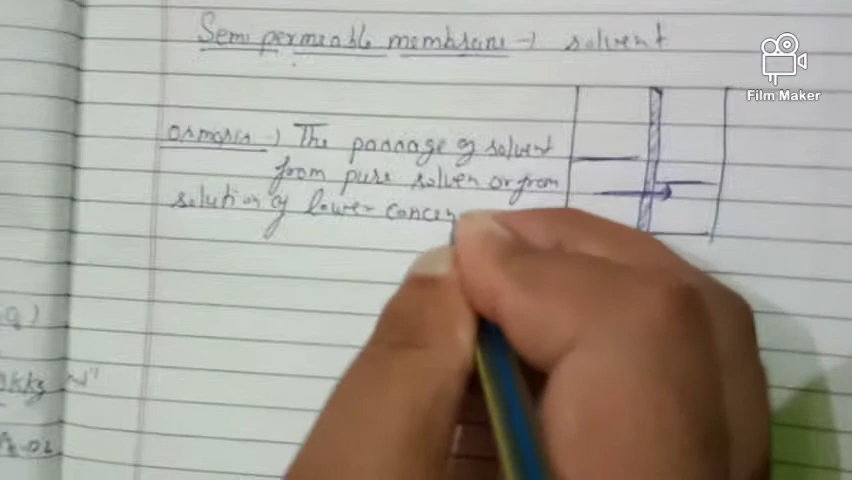 Semi permeable membrane → solvent
Film Maker
osmosis → The passage of solvent
from pure solven or from
solution of lower concen